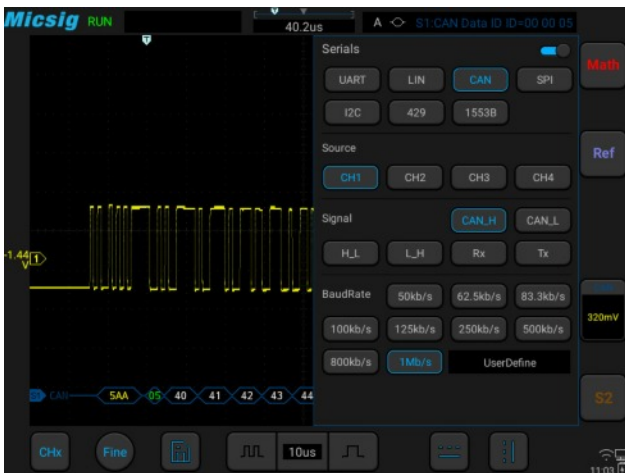 Micsig RUN 40.2us A S1:CAN Data ID ID=00 00 05
T
Serials
UART LIN CAN SPI
I2C 429 1553B
Source
CH1 CH2 CH3 CH4
Signal CAN_H CAN_L
H_L L_H Rx Tx
BaudRate 50kb/s 62.5kb/s 83.3kb/s
100kb/s 125kb/s 250kb/s 500kb/s
800kb/s 1Mb/s UserDefine
Math
Ref
-1.44 1
V
320mV
S1 CAN 5AA 05 40 41 42 43 44
S2
CHx Fine 10us
11:03